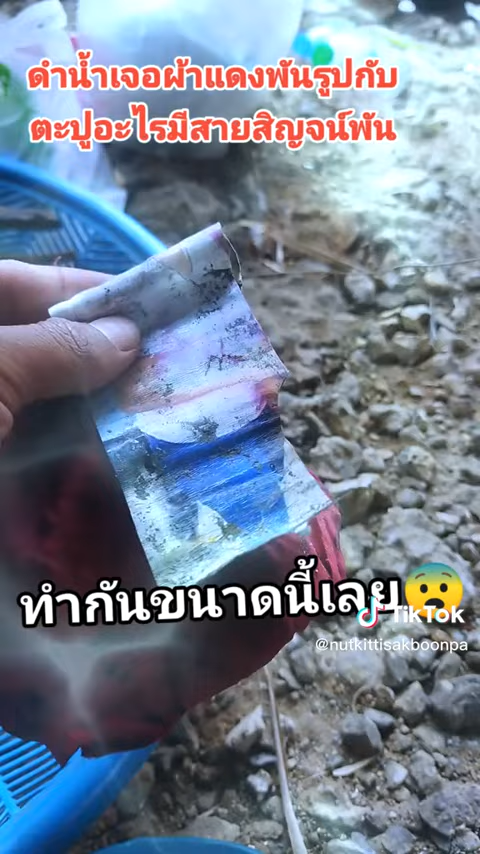 ดำน้ำเจอผ้าแดงพันรูปกับ
ตะปูอะไรมีสายสิญจน์พัน
ทำกันขนาดนี้เลย😨
TikTok
@nutkittisakboonpa